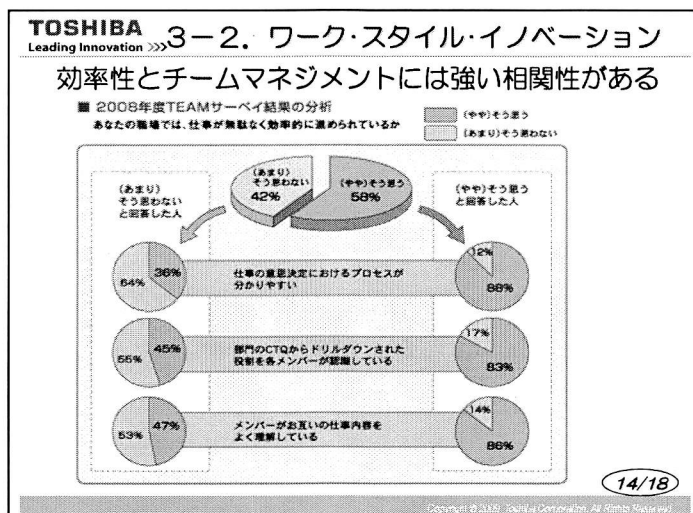 TOSHIBA
Leading Innovation >>> 3－2．ワーク・スタイル・イノベーション
効率性とチームマネジメントには強い相関性がある
■ 2008年度TEAMサーベイ結果の分析
あなたの職場では、仕事が無駄なく効率的に進められているか
(やや)そう思う
(あまり)そう思わない
(あまり)
そう思わない
と回答した人
(あまり)
そう思わない
42%
(やや)そう思う
58%
(やや)そう思う
と回答した人
64%
36%
仕事の意思決定におけるプロセスが
分かりやすい
12%
88%
55%
45%
部門のCTQからドリルダウンされた
役割を各メンバーが認識している
17%
83%
53%
47%
メンバーがお互いの仕事内容を
よく理解している
14%
86%
14/18
Copyright © 2009, Toshiba Corporation. All Rights Reserved.